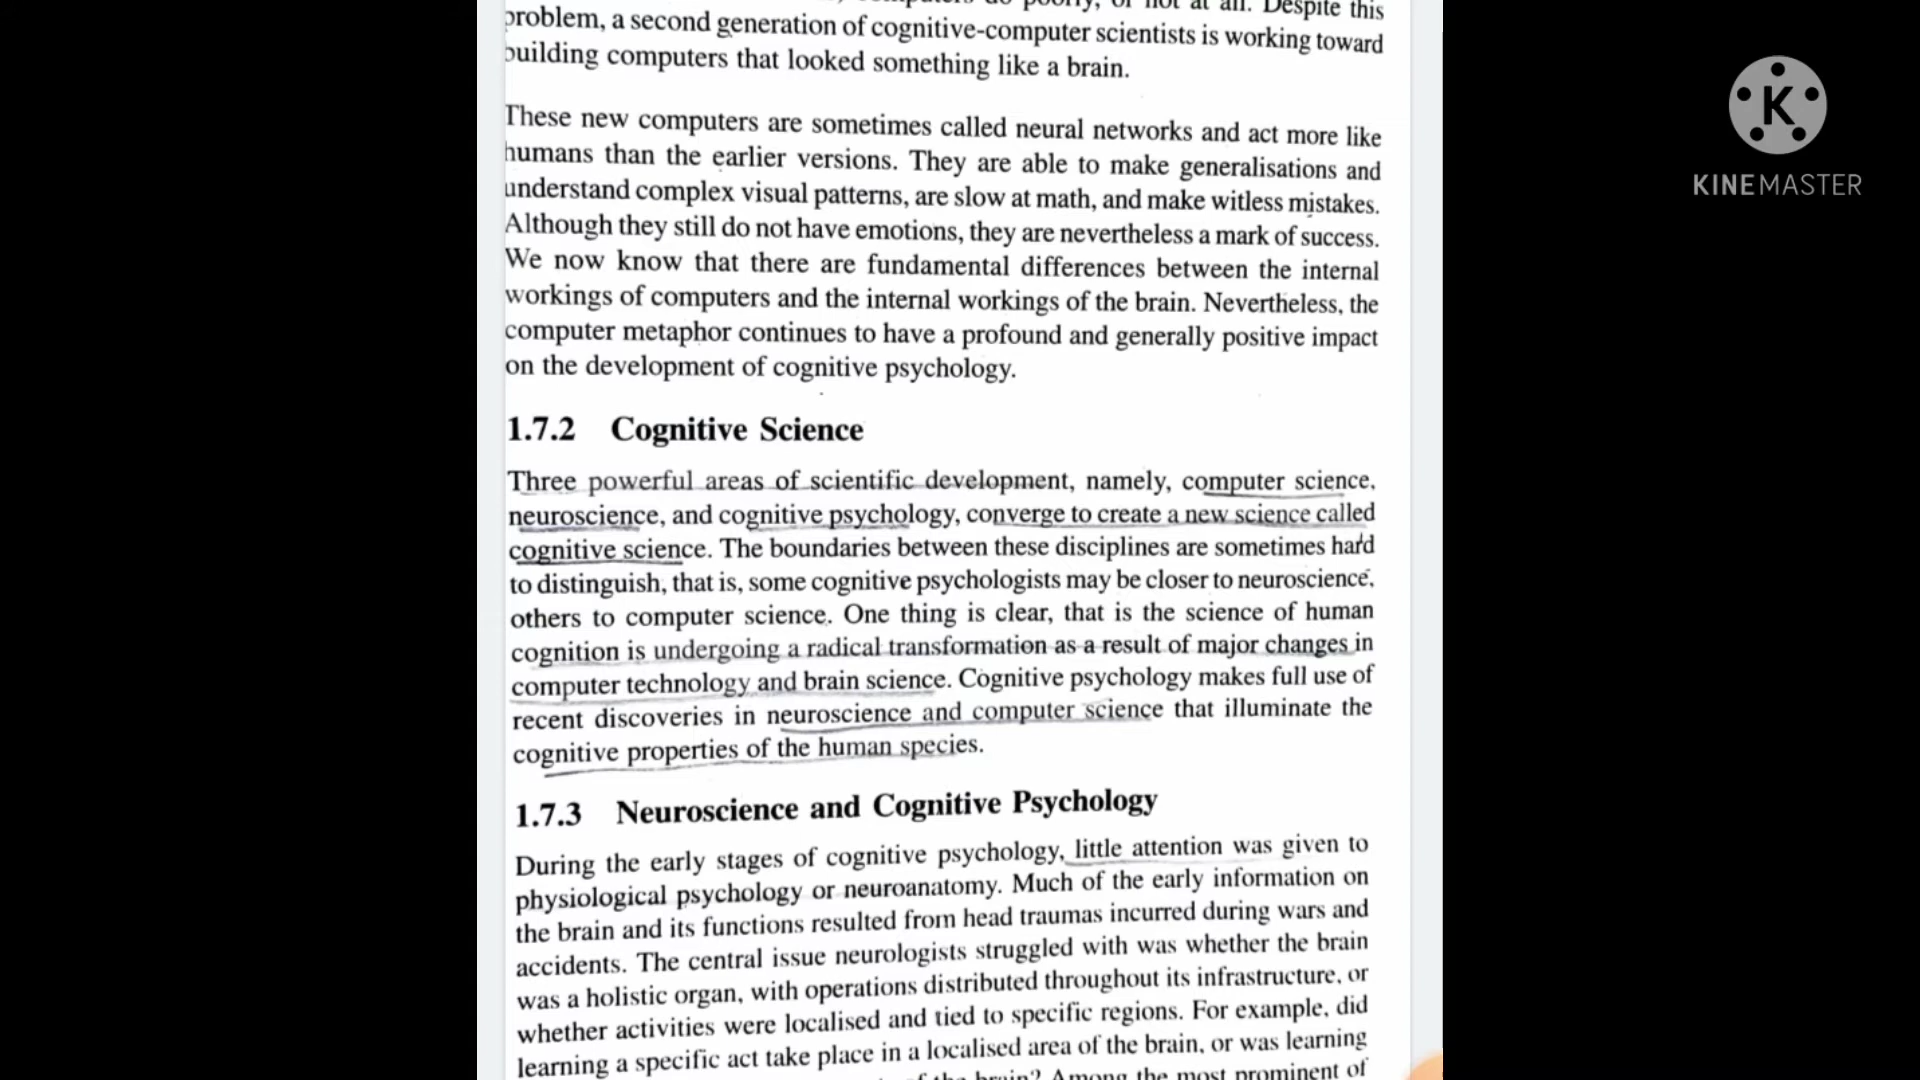 poorly, or not at all. Despite this
problem, a second generation of cognitive-computer scientists is working toward
building computers that looked something like a brain.
These new computers are sometimes called neural networks and act more like
humans than the earlier versions. They are able to make generalisations and
understand complex visual patterns, are slow at math, and make witless mistakes.
Although they still do not have emotions, they are nevertheless a mark of success.
We now know that there are fundamental differences between the internal
workings of computers and the internal workings of the brain. Nevertheless, the
computer metaphor continues to have a profound and generally positive impact
on the development of cognitive psychology.
1.7.2 Cognitive Science
Three powerful areas of scientific development, namely, computer science,
neuroscience, and cognitive psychology, converge to create a new science called
cognitive science. The boundaries between these disciplines are sometimes hard
to distinguish, that is, some cognitive psychologists may be closer to neuroscience,
others to computer science. One thing is clear, that is the science of human
cognition is undergoing a radical transformation as a result of major changes in
computer technology and brain science. Cognitive psychology makes full use of
recent discoveries in neuroscience and computer science that illuminate the
cognitive properties of the human species.
1.7.3 Neuroscience and Cognitive Psychology
During the early stages of cognitive psychology, little attention was given to
physiological psychology or neuroanatomy. Much of the early information on
the brain and its functions resulted from head traumas incurred during wars and
accidents. The central issue neurologists struggled with was whether the brain
was a holistic organ, with operations distributed throughout its infrastructure, or
whether activities were localised and tied to specific regions. For example, did
learning a specific act take place in a localised area of the brain, or was learning
of the brain? Among the most prominent of
K
KINEMASTER